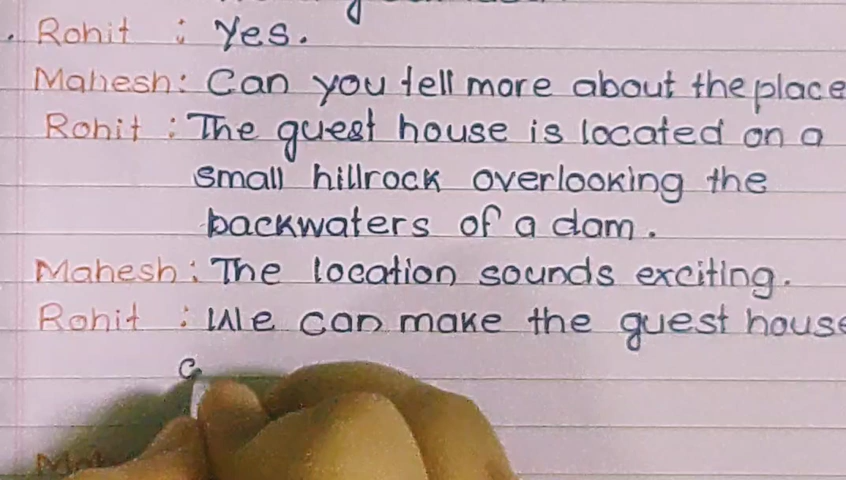 . Rohit : Yes.
Mahesh: Can you tell more about the place
Rohit : The guest house is located on a
small hillrock overlooking the
backwaters of a dam.
Mahesh: The location sounds exciting.
Rohit : We can make the guest house